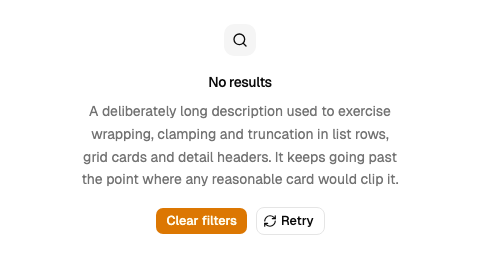 No results
A deliberately long description used to exercise
wrapping, clamping and truncation in list rows,
grid cards and detail headers. It keeps going past
the point where any reasonable card would clip it.
Clear filters
Retry